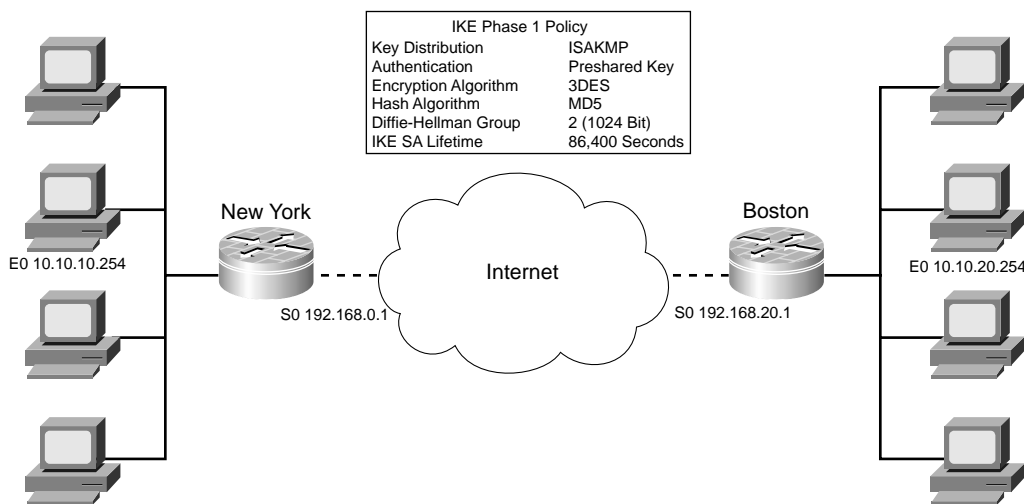 IKE Phase 1 Policy
Key Distribution ISAKMP
Authentication Preshared Key
Encryption Algorithm 3DES
Hash Algorithm MD5
Diffie-Hellman Group 2 (1024 Bit)
IKE SA Lifetime 86,400 Seconds
New York
Boston
E0 10.10.10.254
Internet
E0 10.10.20.254
S0 192.168.0.1
S0 192.168.20.1